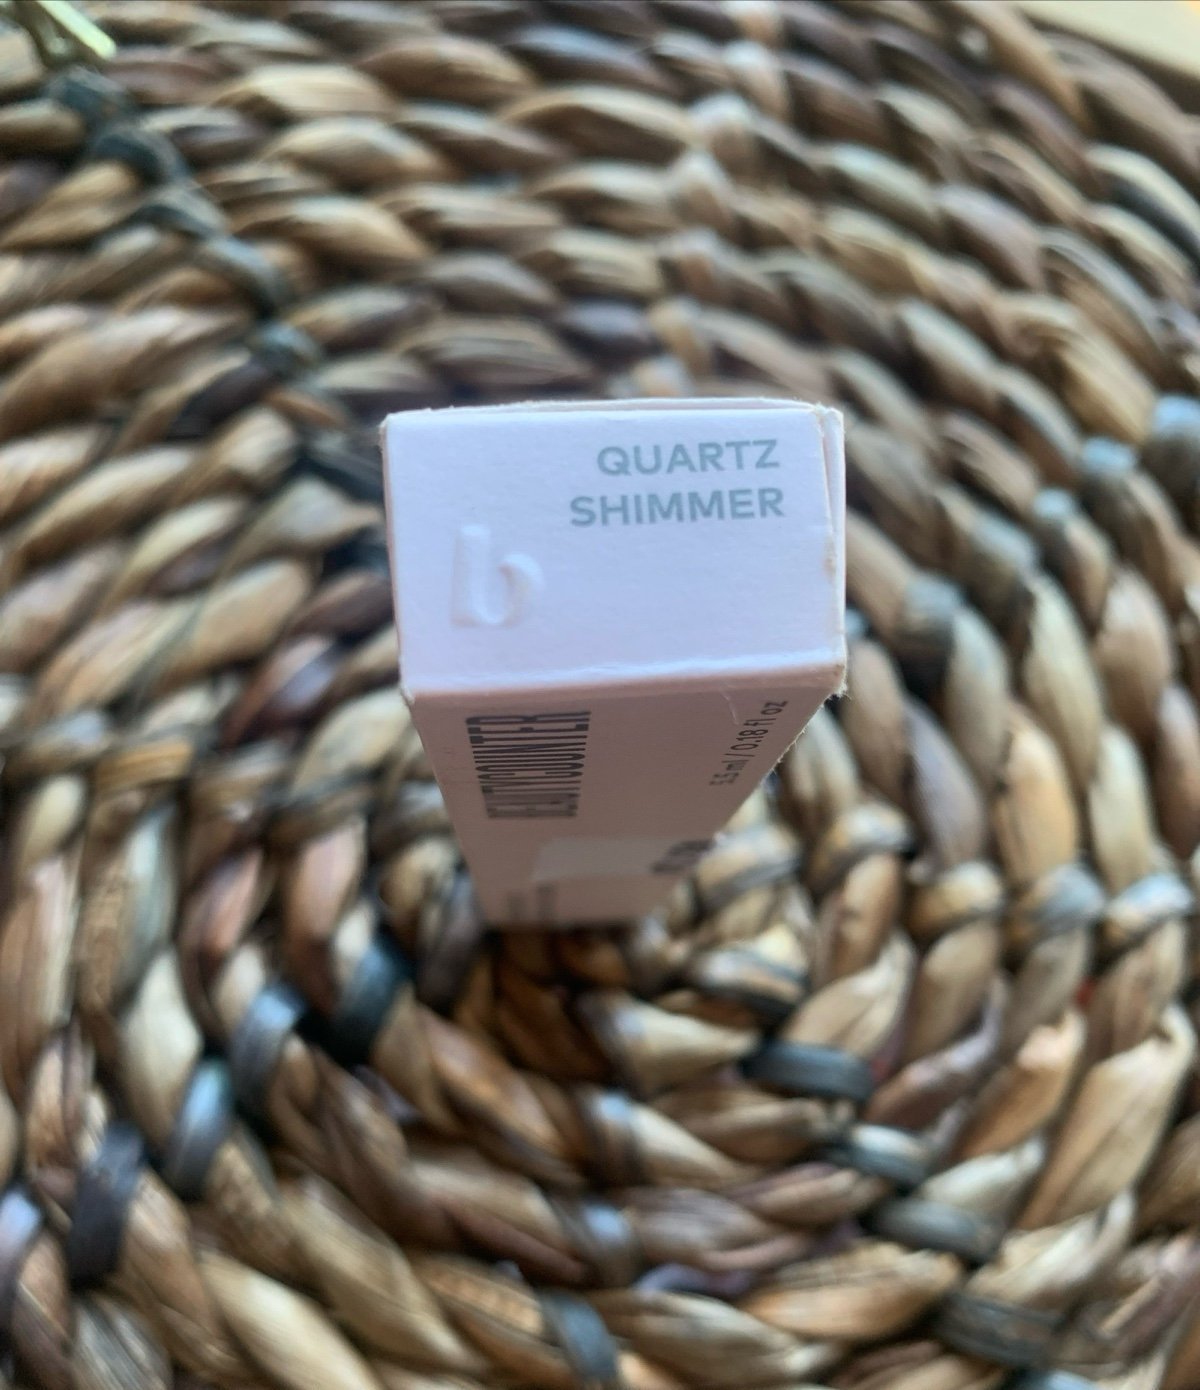 QUARTZ
SHIMMER
b
BEAUTYCOUNTER
5.5 ml / 0.18 fl oz